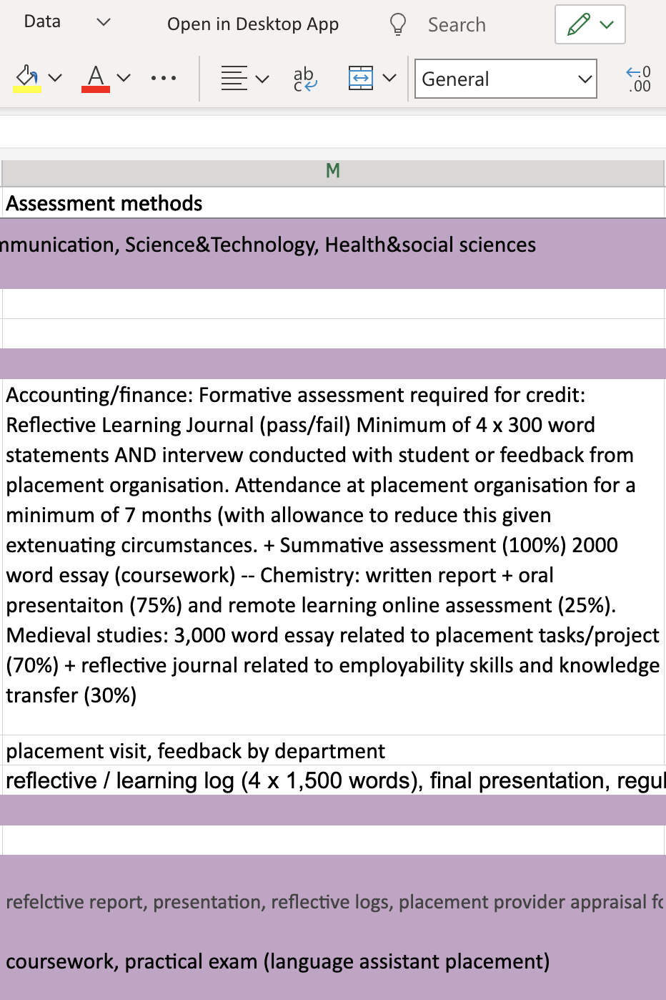 Data Open in Desktop App Search
A ... ab c General ←.0 .00
M
Assessment methods
Science&Technology, Health&social sciences
Accounting/finance: Formative assessment required for credit:
Reflective Learning Journal (pass/fail) Minimum of 4 x 300 word
statements AND intervew conducted with student or feedback from
placement organisation. Attendance at placement organisation for a
minimum of 7 months (with allowance to reduce this given
extenuating circumstances. + Summative assessment (100%) 2000
word essay (coursework) -- Chemistry: written report + oral
presentaiton (75%) and remote learning online assessment (25%).
Medieval studies: 3,000 word essay related to placement tasks/project
(70%) + reflective journal related to employability skills and knowledge
transfer (30%)
placement visit, feedback by department
reflective / learning log (4 x 1,500 words), final presentation,
refelctive report, presentation, reflective logs, placement provider appraisal
coursework, practical exam (language assistant placement)